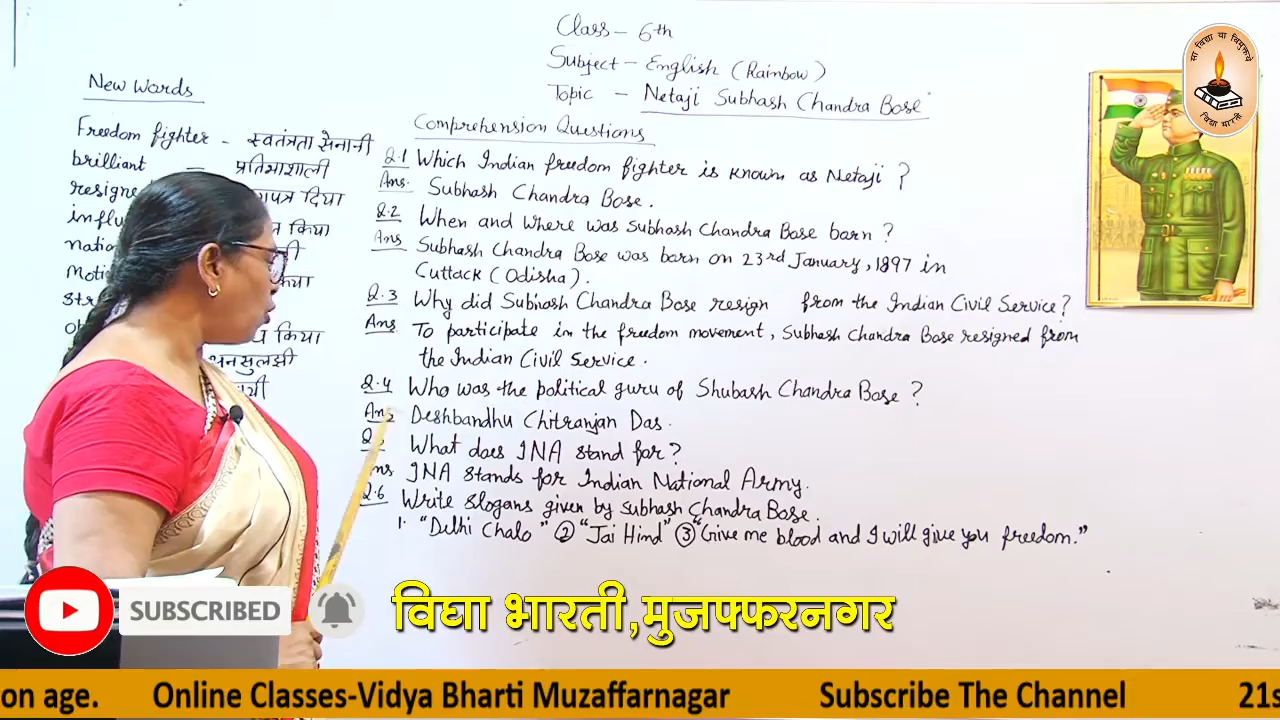 Class - 6th
Subject - English (Rainbow)
Topic - Netaji Subhash Chandra Bose
New Words
Freedom fighter - स्वतंत्रता सेनानी
brilliant - प्रतिभाशाली
दिया
किया
किया
अनसुलझी
Comprehension Questions
Q.1 Which Indian freedom fighter is known as Netaji ?
Ans. Subhash Chandra Bose.
Q.2 When and where was Subhash Chandra Bose born ?
Ans Subhash Chandra Bose was born on 23rd January, 1897 in
Cuttack (Odisha).
Q.3 Why did Subhash Chandra Bose resign from the Indian Civil Service ?
Ans To participate in the freedom movement, Subhash Chandra Bose resigned from
the Indian Civil Service.
Q.4 Who was the political guru of Shubash Chandra Bose ?
Ans Deshbandhu Chitranjan Das.
What does INA stand for ?
Ans INA stands for Indian National Army.
Q.6 Write slogans given by Subhash Chandra Bose.
1. "Delhi Chalo" ② "Jai Hind" ③ "Give me blood and I will give you freedom."
सा विद्या या विमुक्तये
विद्या भारती
SUBSCRIBED
विद्या भारती,मुजफ्फरनगर
on age. Online Classes-Vidya Bharti Muzaffarnagar Subscribe The Channel 21s